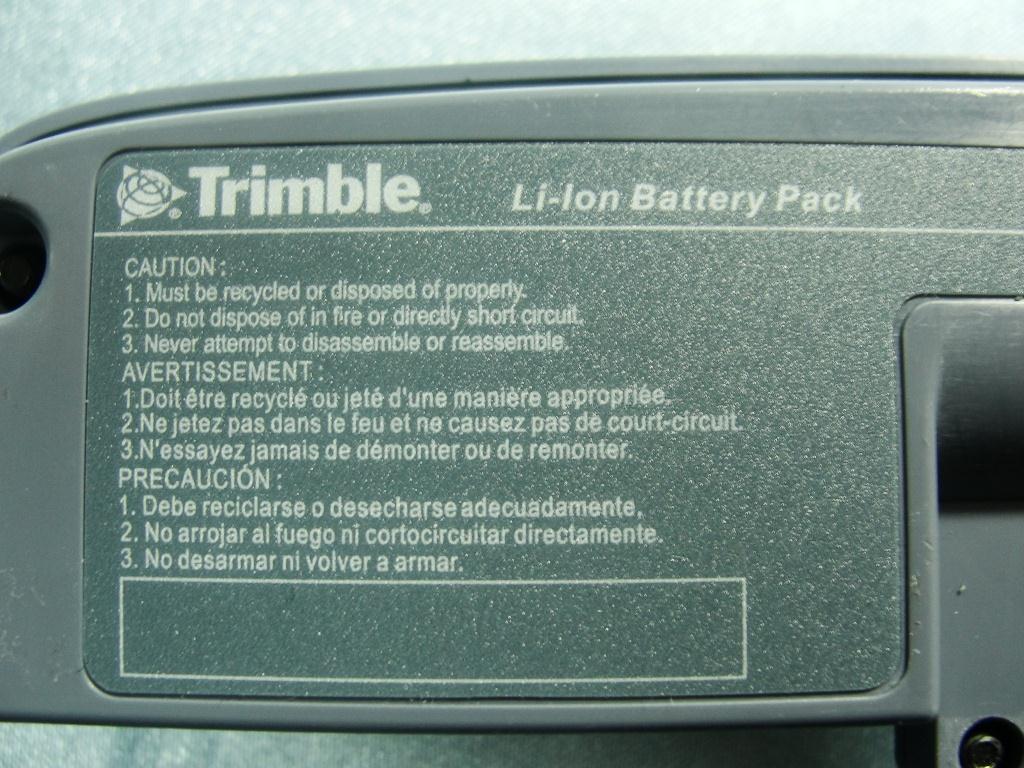 Trimble®. Li-Ion Battery Pack
CAUTION :
1. Must be recycled or disposed of properly.
2. Do not dispose of in fire or directly short circuit.
3. Never attempt to disassemble or reassemble.
AVERTISSEMENT :
1.Doit être recyclé ou jeté d'une manière appropriée.
2.Ne jetez pas dans le feu et ne causez pas de court-circuit.
3.N'essayez jamais de démonter ou de remonter.
PRECAUCIÓN :
1. Debe reciclarse o desecharse adecuadamente.
2. No arrojar al fuego ni cortocircuitar directamente.
3. No desarmar ni volver a armar.